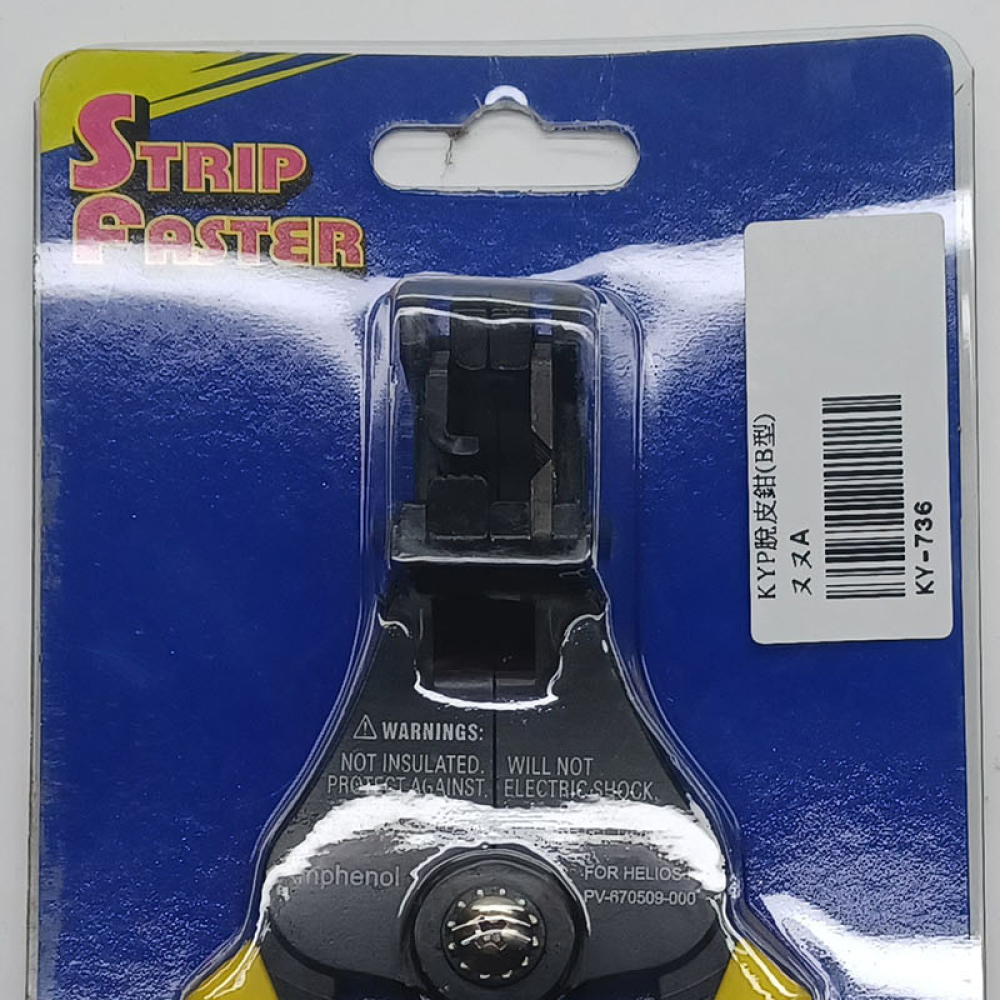 STRIP
FASTER
KYP脫皮鉗(B型)
ヌヌA
KY-736
⚠ WARNINGS:
NOT INSULATED. WILL NOT
PROTECT AGAINST. ELECTRIC SHOCK.
FOR HELIOS
PV-670509-000